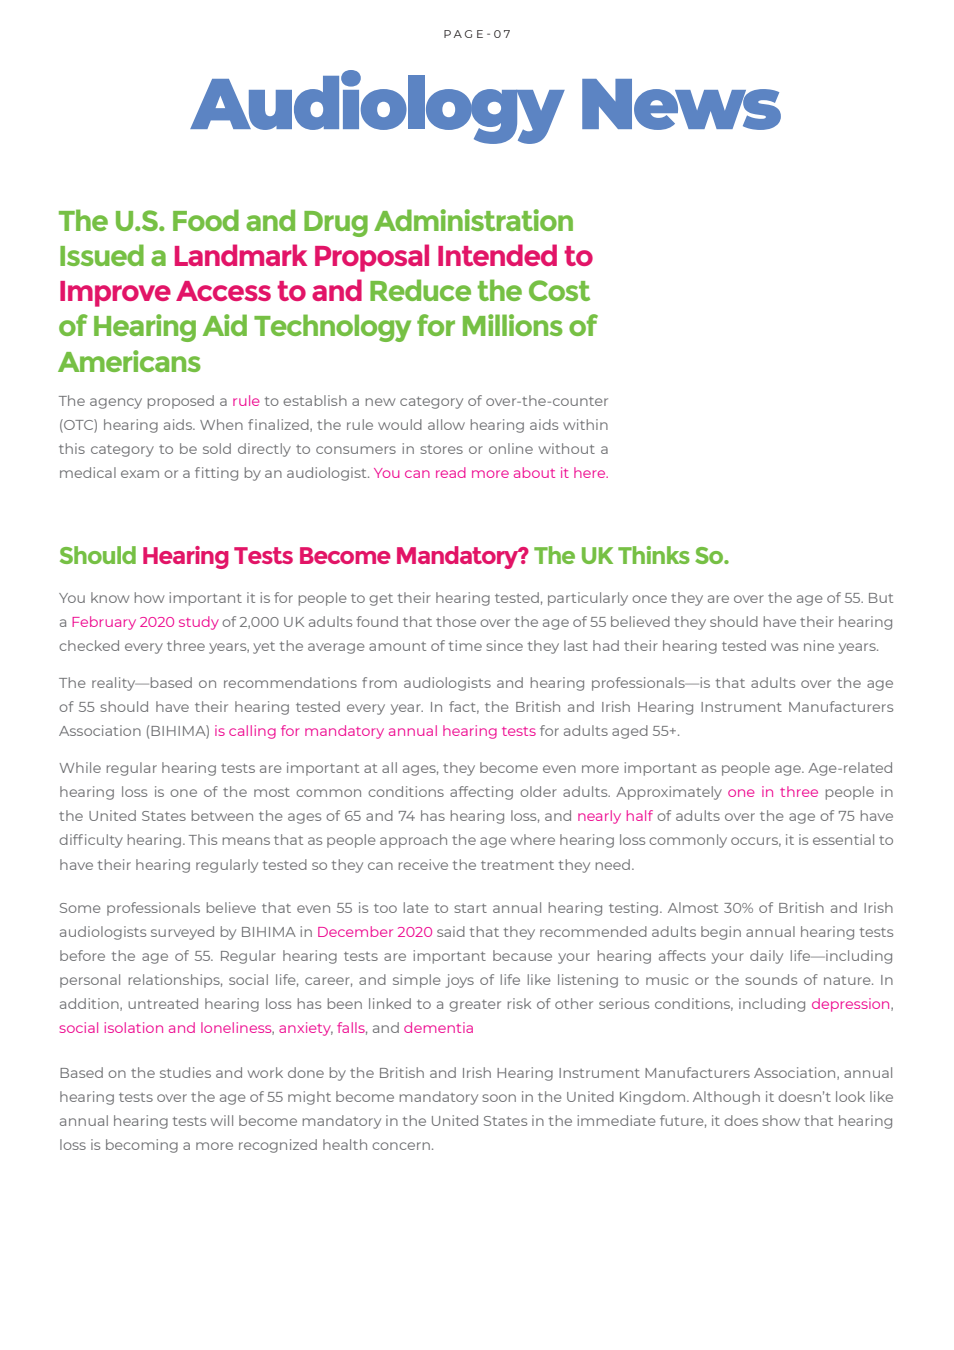 PAGE-07
Audiology News
The U.S. Food and Drug Administration
Issued a Landmark Proposal Intended to
Improve Access to and Reduce the Cost
of Hearing Aid Technology for Millions of
Americans
The agency proposed a rule to establish a new category of over-the-counter
(OTC) hearing aids. When finalized, the rule would allow hearing aids within
this category to be sold directly to consumers in stores or online without a
medical exam or a fitting by an audiologist. You can read more about it here.
Should Hearing Tests Become Mandatory? The UK Thinks So.
You know how important it is for people to get their hearing tested, particularly once they are over the age of 55. But
a February 2020 study of 2,000 UK adults found that those over the age of 55 believed they should have their hearing
checked every three years, yet the average amount of time since they last had their hearing tested was nine years.
The reality—based on recommendations from audiologists and hearing professionals—is that adults over the age
of 55 should have their hearing tested every year. In fact, the British and Irish Hearing Instrument Manufacturers
Association (BIHIMA) is calling for mandatory annual hearing tests for adults aged 55+.
While regular hearing tests are important at all ages, they become even more important as people age. Age-related
hearing loss is one of the most common conditions affecting older adults. Approximately one in three people in
the United States between the ages of 65 and 74 has hearing loss, and nearly half of adults over the age of 75 have
difficulty hearing. This means that as people approach the age where hearing loss commonly occurs, it is essential to
have their hearing regularly tested so they can receive the treatment they need.
Some professionals believe that even 55 is too late to start annual hearing testing. Almost 30% of British and Irish
audiologists surveyed by BIHIMA in December 2020 said that they recommended adults begin annual hearing tests
before the age of 55. Regular hearing tests are important because your hearing affects your daily life—including
personal relationships, social life, career, and simple joys of life like listening to music or the sounds of nature. In
addition, untreated hearing loss has been linked to a greater risk of other serious conditions, including depression,
social isolation and loneliness, anxiety, falls, and dementia
Based on the studies and work done by the British and Irish Hearing Instrument Manufacturers Association, annual
hearing tests over the age of 55 might become mandatory soon in the United Kingdom. Although it doesn’t look like
annual hearing tests will become mandatory in the United States in the immediate future, it does show that hearing
loss is becoming a more recognized health concern.